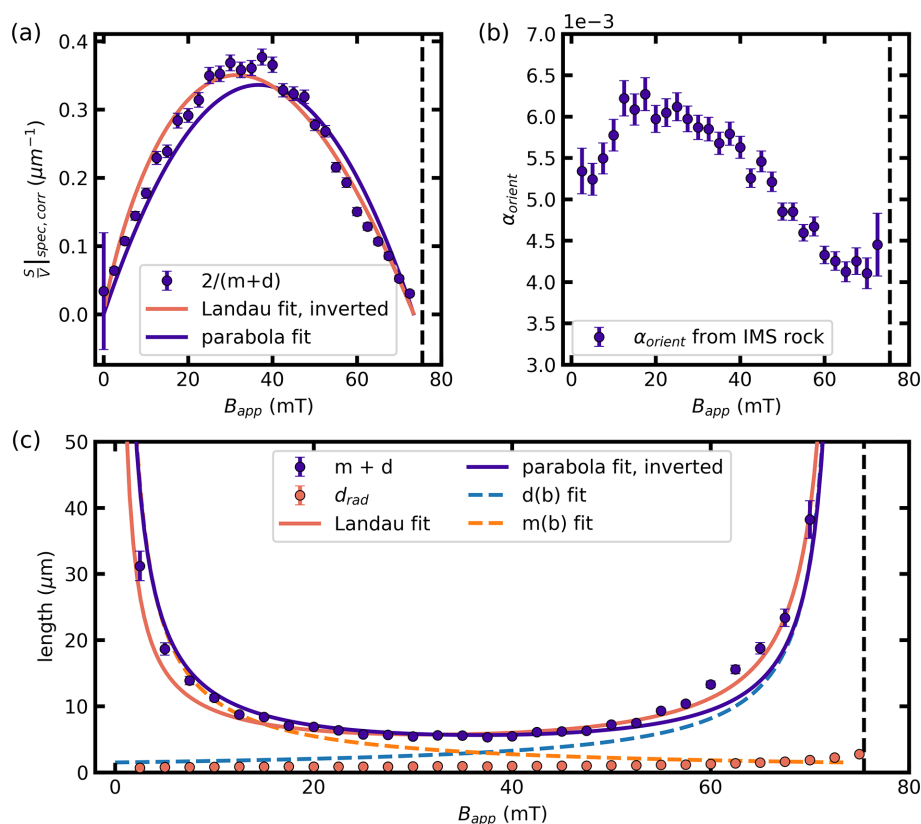 (a)
0.4
0.3
0.2
0.1
0.0
S/V|spec,corr (μm⁻¹)
2/(m+d)
Landau fit, inverted
parabola fit
0 20 40 60 80
B_app (mT)
(b)
1e−3
7.0
6.5
6.0
5.5
5.0
4.5
4.0
3.5
3.0
α_orient
α_orient from IMS rock
0 20 40 60 80
B_app (mT)
(c)
50
40
30
20
10
0
length (μm)
m + d
d_rad
Landau fit
parabola fit, inverted
d(b) fit
m(b) fit
0 20 40 60 80
B_app (mT)